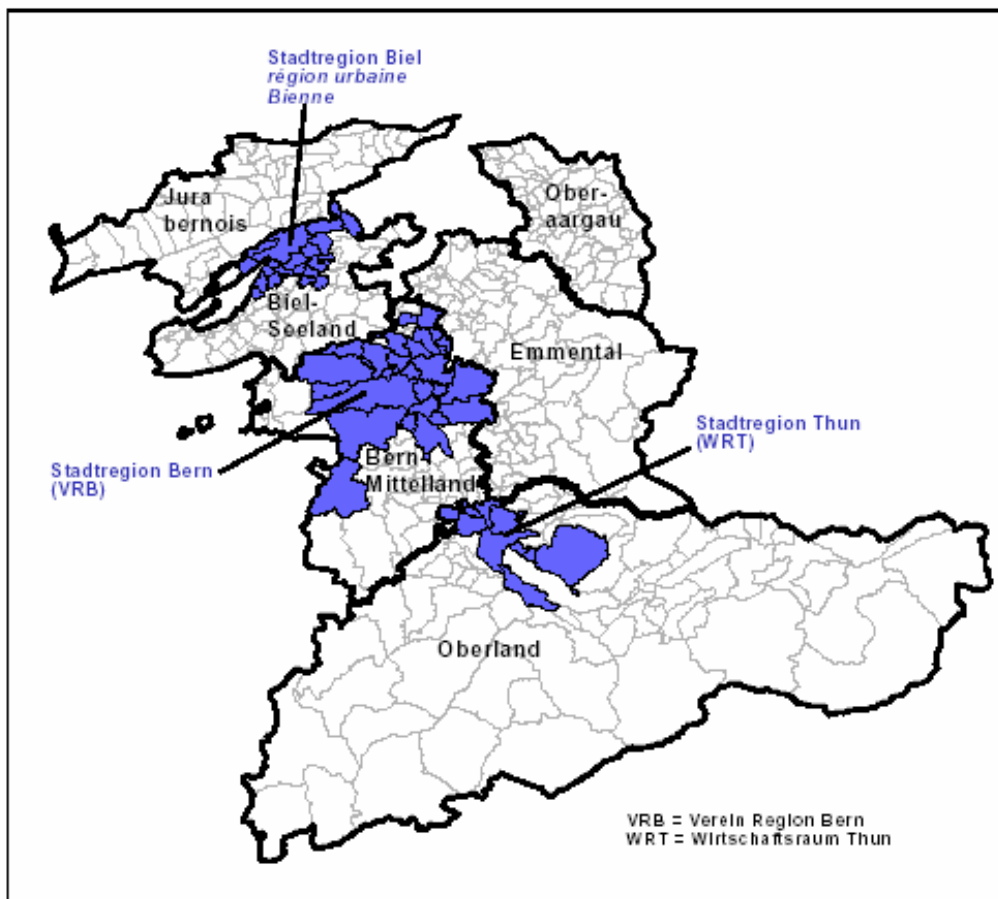 Stadtregion Biel
région urbaine
Bienne
Jura
bernois
Ober-
aargau
Biel-
Seeland
Emmental
Stadtregion Thun
(WRT)
Stadtregion Bern
(VRB)
Bern
Mittelland
Oberland
VRB = Verein Region Bern
WRT = Wirtschaftsraum Thun